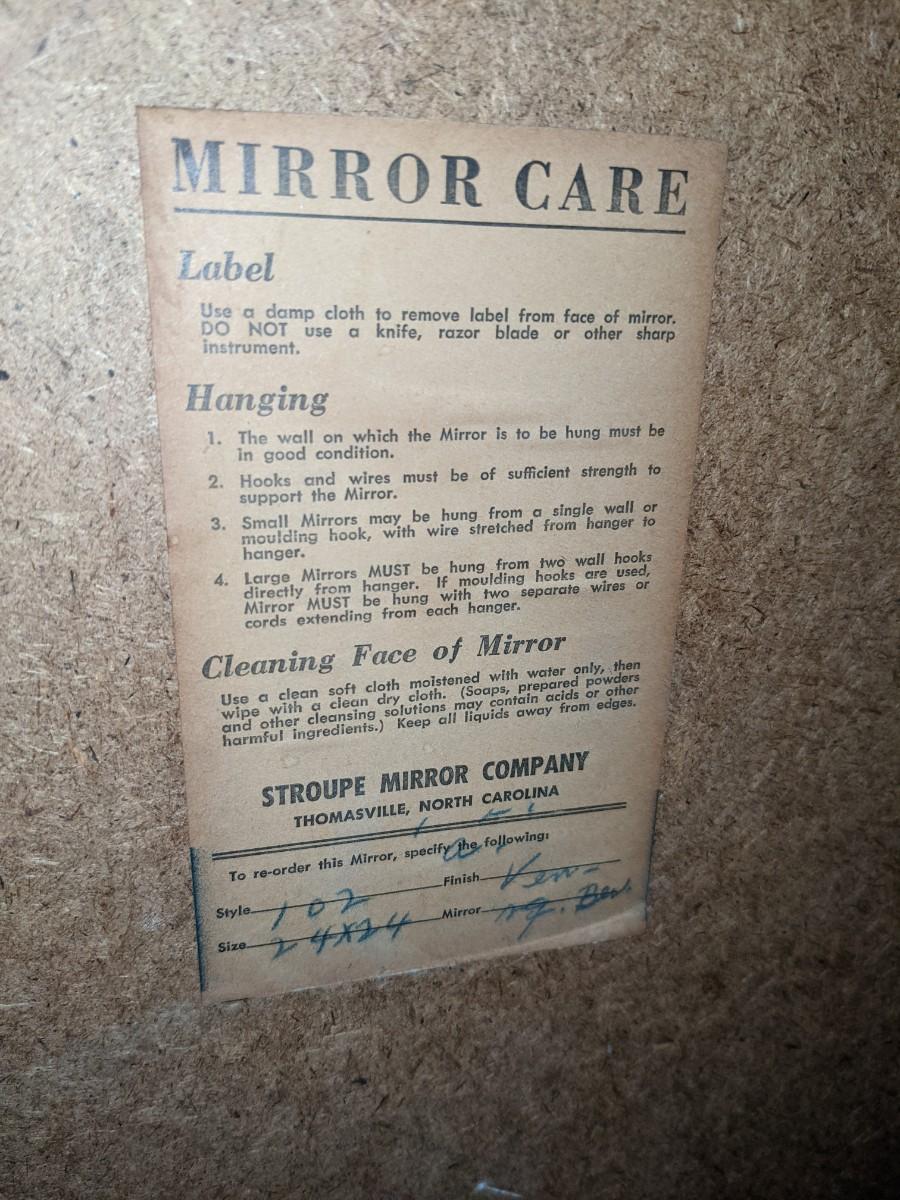 MIRROR CARE
Label
Use a damp cloth to remove label from face of mirror.
DO NOT use a knife, razor blade or other sharp
instrument.
Hanging
1. The wall on which the Mirror is to be hung must be
in good condition.
2. Hooks and wires must be of sufficient strength to
support the Mirror.
3. Small Mirrors may be hung from a single wall or
moulding hook, with wire stretched from hanger to
hanger.
4. Large Mirrors MUST be hung from two wall hooks
directly from hanger. If moulding hooks are used,
Mirror MUST be hung with two separate wires or
cords extending from each hanger.
Cleaning Face of Mirror
Use a clean soft cloth moistened with water only, then
wipe with a clean dry cloth. (Soaps, prepared powders
and other cleansing solutions may contain acids or other
harmful ingredients.) Keep all liquids away from edges.
STROUPE MIRROR COMPANY
THOMASVILLE, NORTH CAROLINA
To re-order this Mirror, specify the following:
Style 102 Finish Ven-
Size 24X24 Mirror Bev.